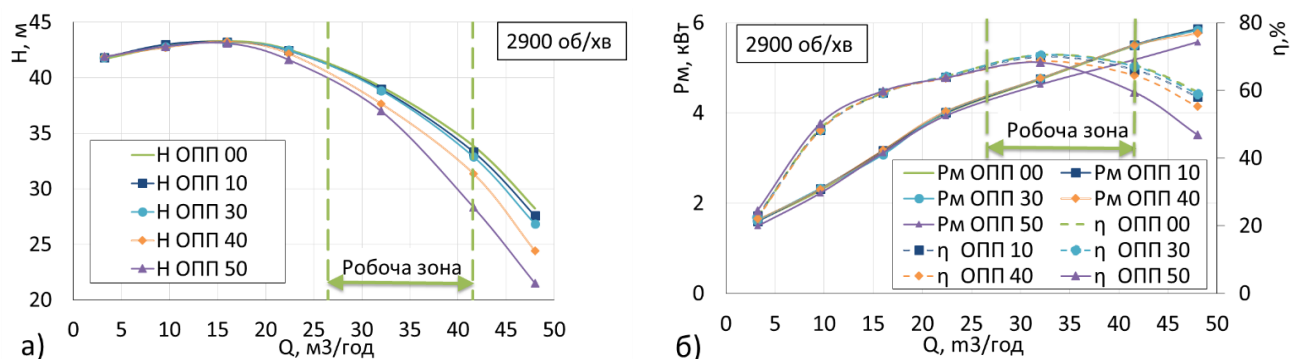 45
40
35
30
25
20
H, м
2900 об/хв
H ОПП 00
H ОПП 10
H ОПП 30
H ОПП 40
H ОПП 50
Робоча зона
0 5 10 15 20 25 30 35 40 45 50
Q, м3/год
а)
6
4
2
0
Рм, кВт
2900 об/хв
80
60
40
20
0
η,%
Робоча зона
Рм ОПП 00 Рм ОПП 10
Рм ОПП 30 Рм ОПП 40
Рм ОПП 50 η ОПП 00
η ОПП 10 η ОПП 30
η ОПП 40 η ОПП 50
0 5 10 15 20 25 30 35 40 45 50
Q, m3/год
б)